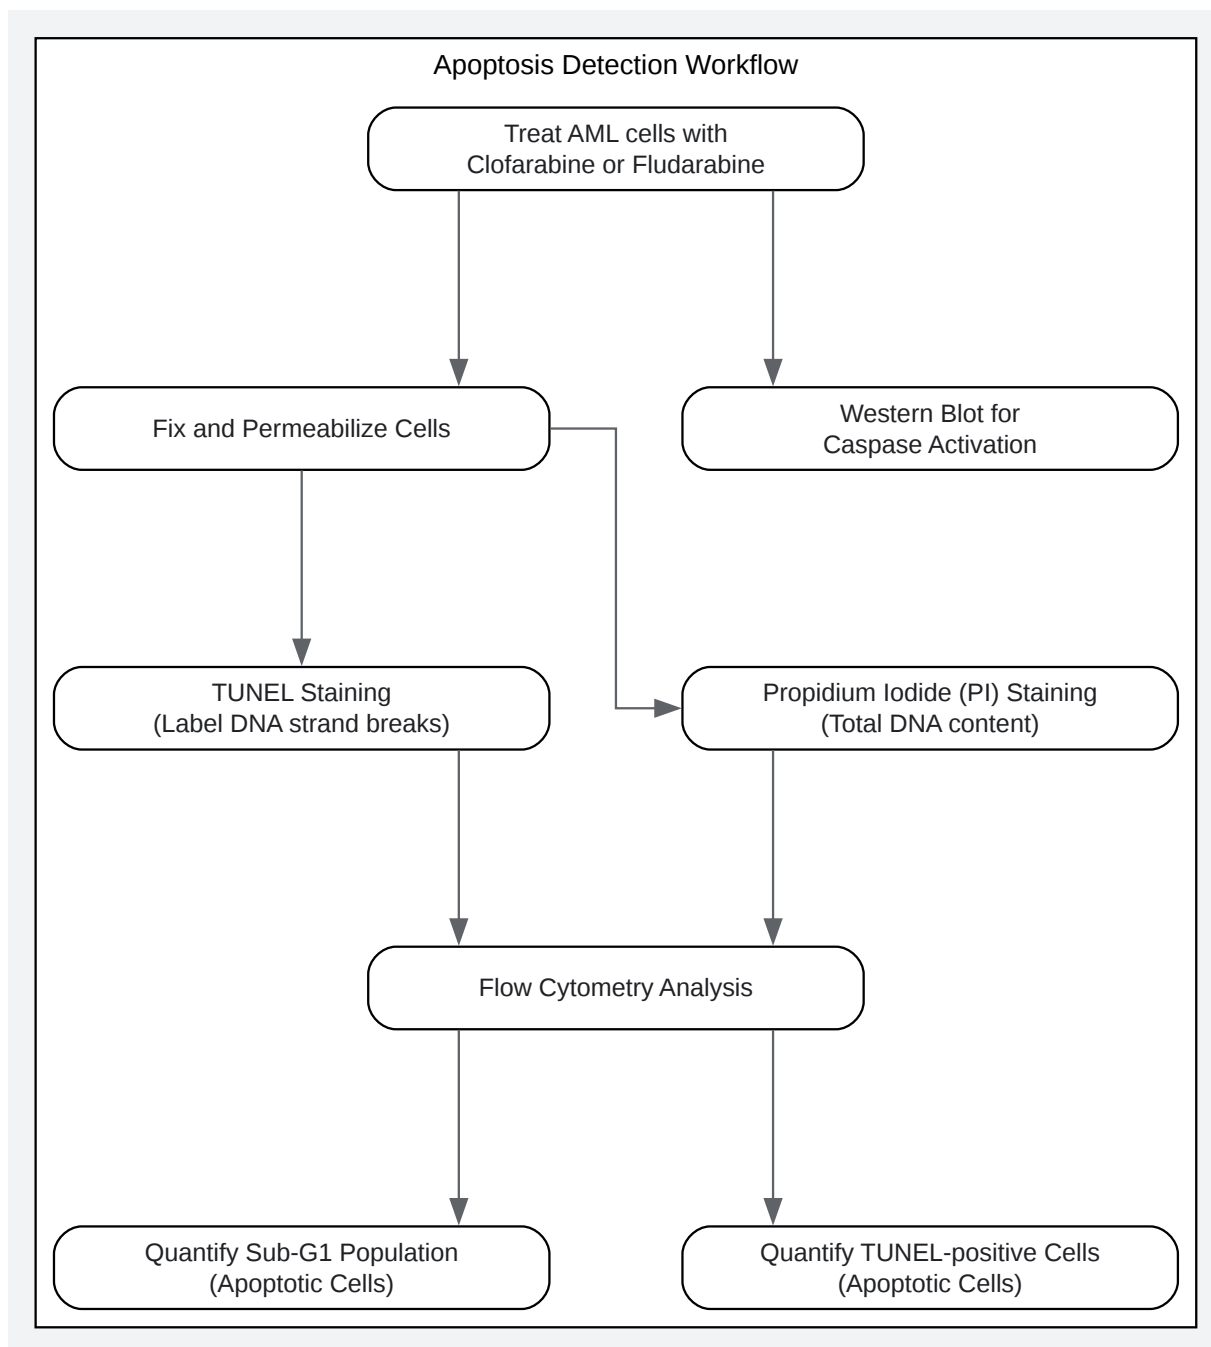 Apoptosis Detection Workflow
Treat AML cells with
Clofarabine or Fludarabine
Fix and Permeabilize Cells
Western Blot for
Caspase Activation
TUNEL Staining
(Label DNA strand breaks)
Propidium Iodide (PI) Staining
(Total DNA content)
Flow Cytometry Analysis
Quantify Sub-G1 Population
(Apoptotic Cells)
Quantify TUNEL-positive Cells
(Apoptotic Cells)